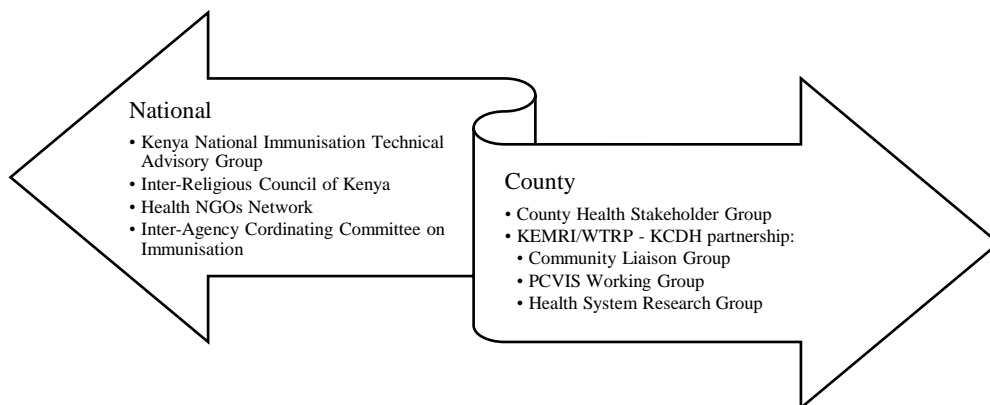 National
• Kenya National Immunisation Technical
Advisory Group
• Inter-Religious Council of Kenya
• Health NGOs Network
• Inter-Agency Cordinating Committee on
Immunisation
County
• County Health Stakeholder Group
• KEMRI/WTRP - KCDH partnership:
• Community Liaison Group
• PCVIS Working Group
• Health System Research Group